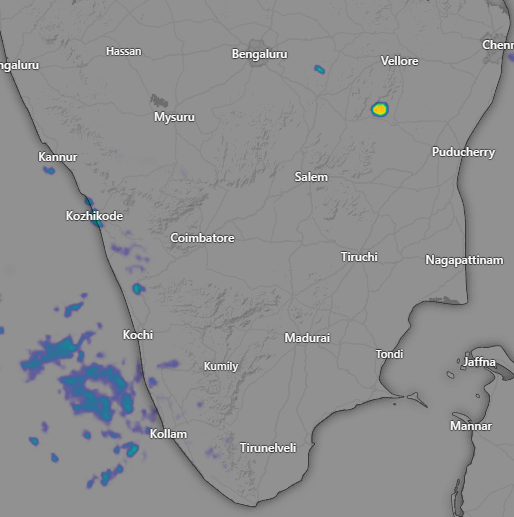 Hassan
Bengaluru
Chenn
Vellore
ngaluru
Mysuru
Kannur
Puducherry
Salem
Kozhikode
Coimbatore
Tiruchi
Nagapattinam
Kochi
Madurai
Tondi
Jaffna
Kumily
Mannar
Kollam
Tirunelveli